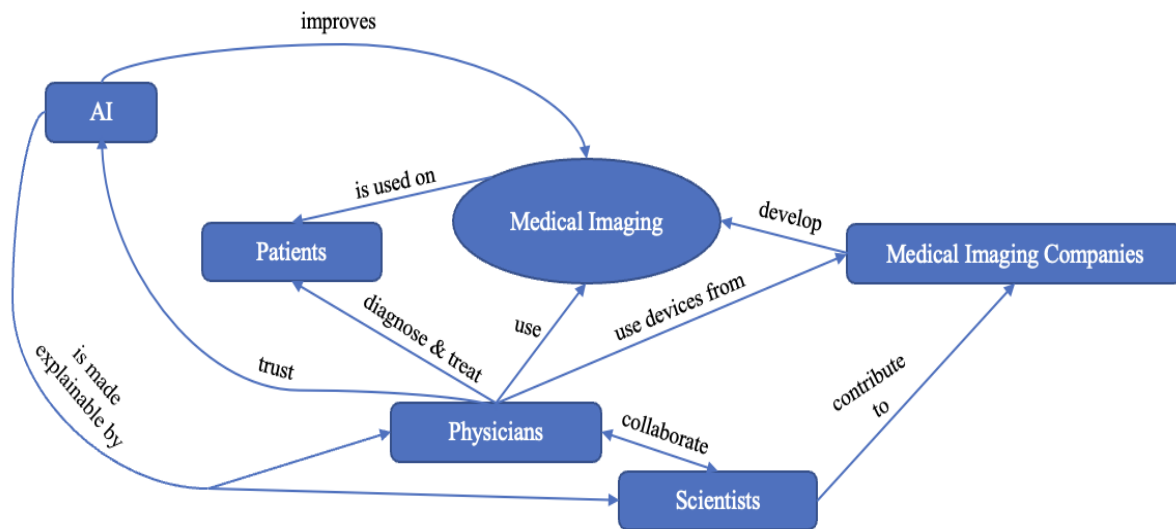 improves
AI
is used on
Medical Imaging
develop
Patients
Medical Imaging Companies
diagnose & treat
use
use devices from
is made
explainable by
trust
contribute
to
Physicians
collaborate
Scientists